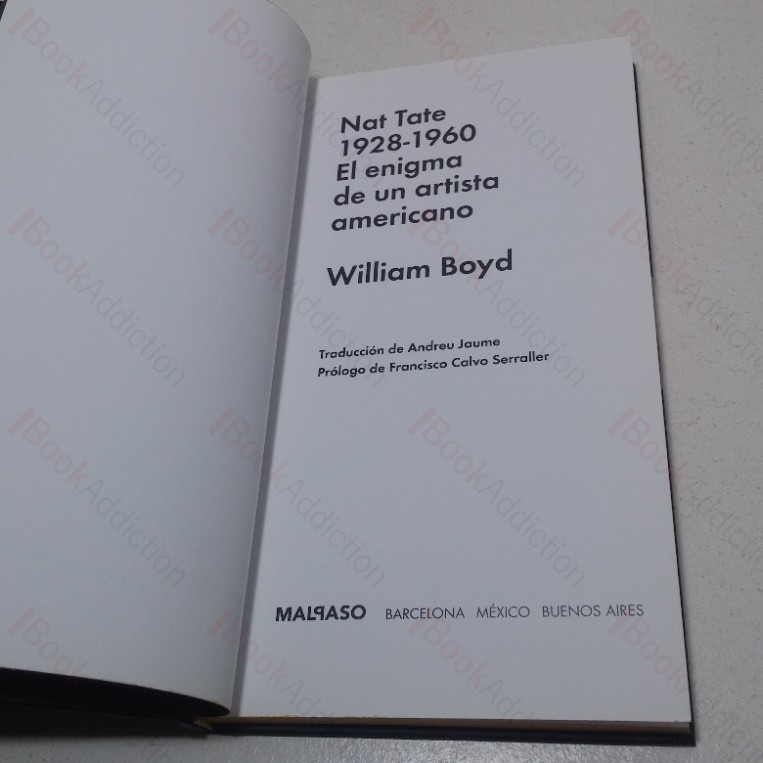 Nat Tate
1928-1960
El enigma
de un artista
americano
William Boyd
Traducción de Andreu Jaume
Prólogo de Francisco Calvo Serraller
MALPASO BARCELONA MÉXICO BUENOS AIRES
BookAddiction